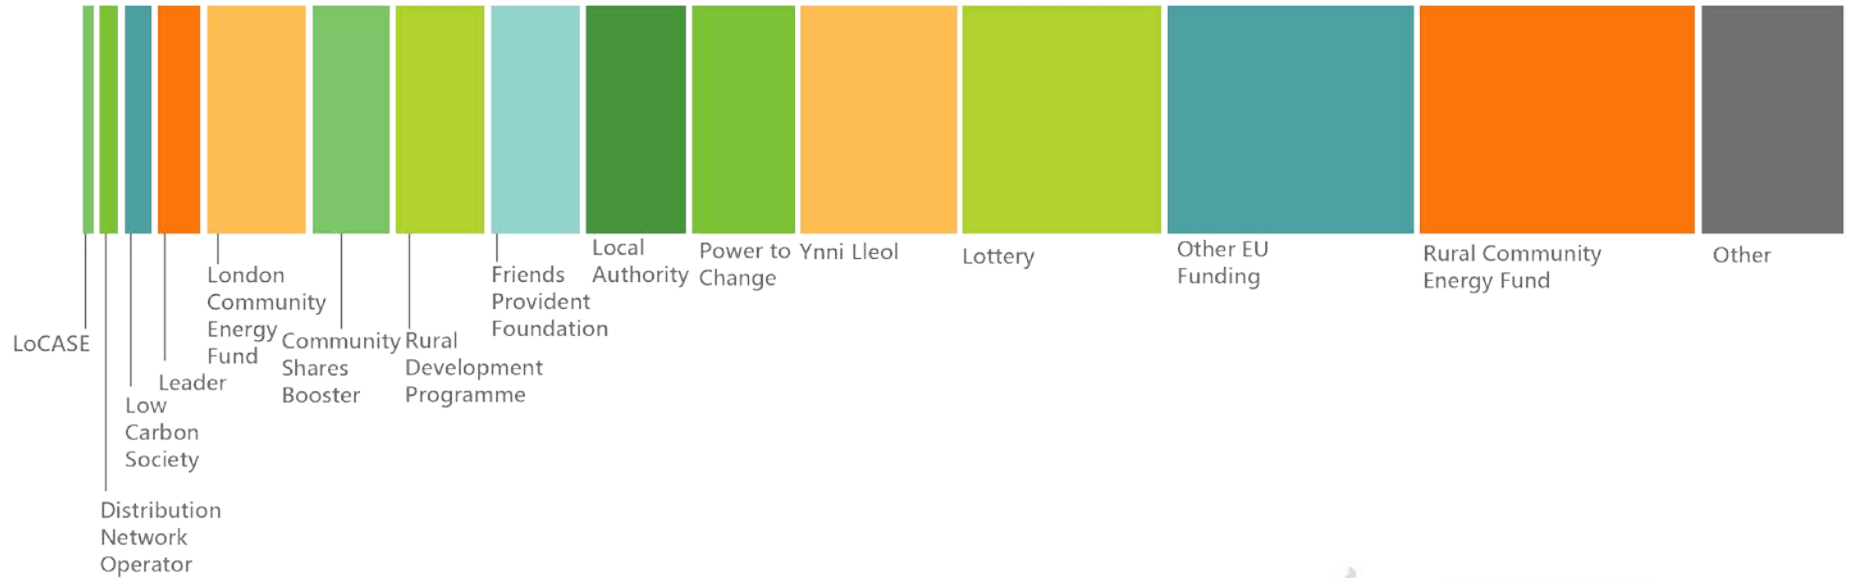 LoCASE
Distribution
Network
Operator
Low
Carbon
Society
Leader
London
Community
Energy
Fund
Community
Shares
Booster
Rural
Development
Programme
Friends
Provident
Foundation
Local
Authority
Power to
Change
Ynni Lleol
Lottery
Other EU
Funding
Rural Community
Energy Fund
Other